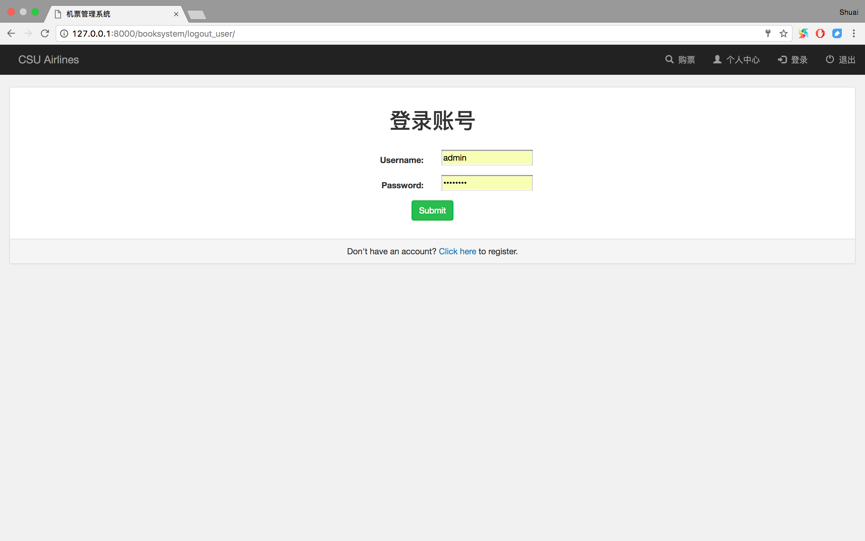 机票管理系统
Shuai
127.0.0.1:8000/booksystem/logout_user/
CSU Airlines
购票
个人中心
登录
退出
登录账号
Username:
admin
Password:
••••••••
Submit
Don't have an account? Click here to register.